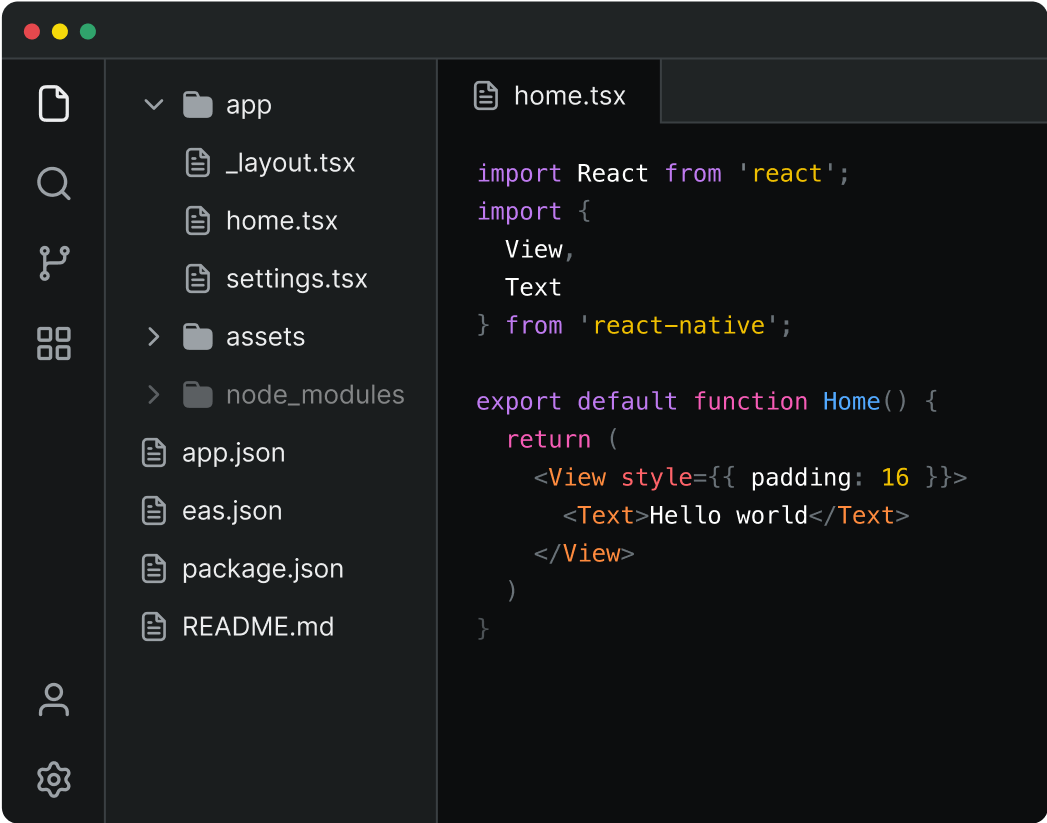 app
_layout.tsx
home.tsx
settings.tsx
assets
node_modules
app.json
eas.json
package.json
README.md
home.tsx
import React from 'react';
import {
  View,
  Text
} from 'react-native';

export default function Home() {
  return (
    <View style={{ padding: 16 }}>
      <Text>Hello world</Text>
    </View>
  )
}